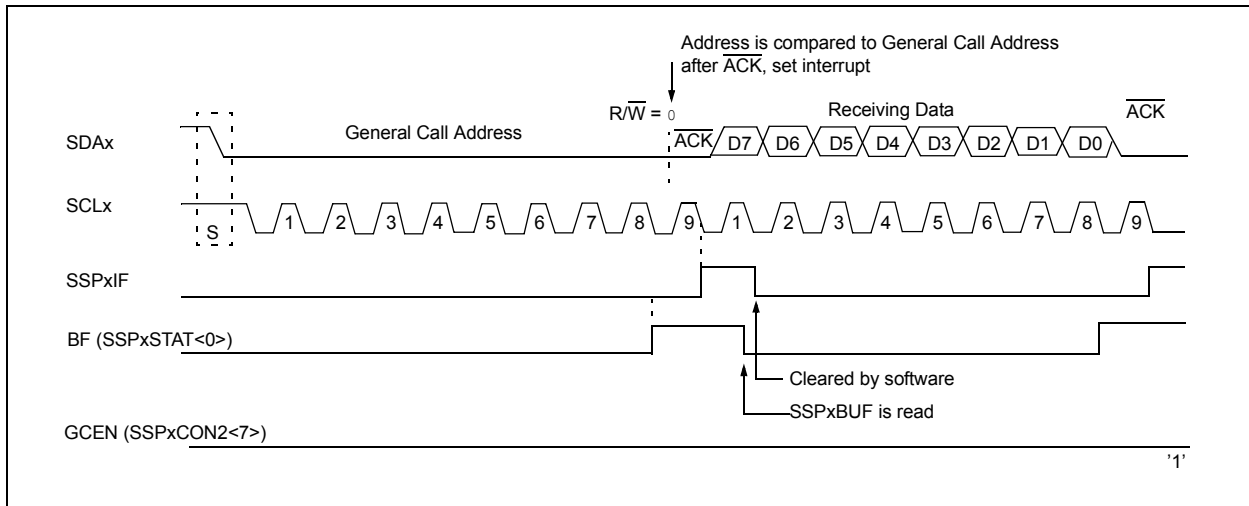 Address is compared to General Call Address
after ACK, set interrupt
R/W = 0
General Call Address
Receiving Data
ACK
SDAx
ACK D7 D6 D5 D4 D3 D2 D1 D0
SCLx
S
1 2 3 4 5 6 7 8 9 1 2 3 4 5 6 7 8 9
SSPxIF
BF (SSPxSTAT<0>)
Cleared by software
SSPxBUF is read
GCEN (SSPxCON2<7>)
'1'